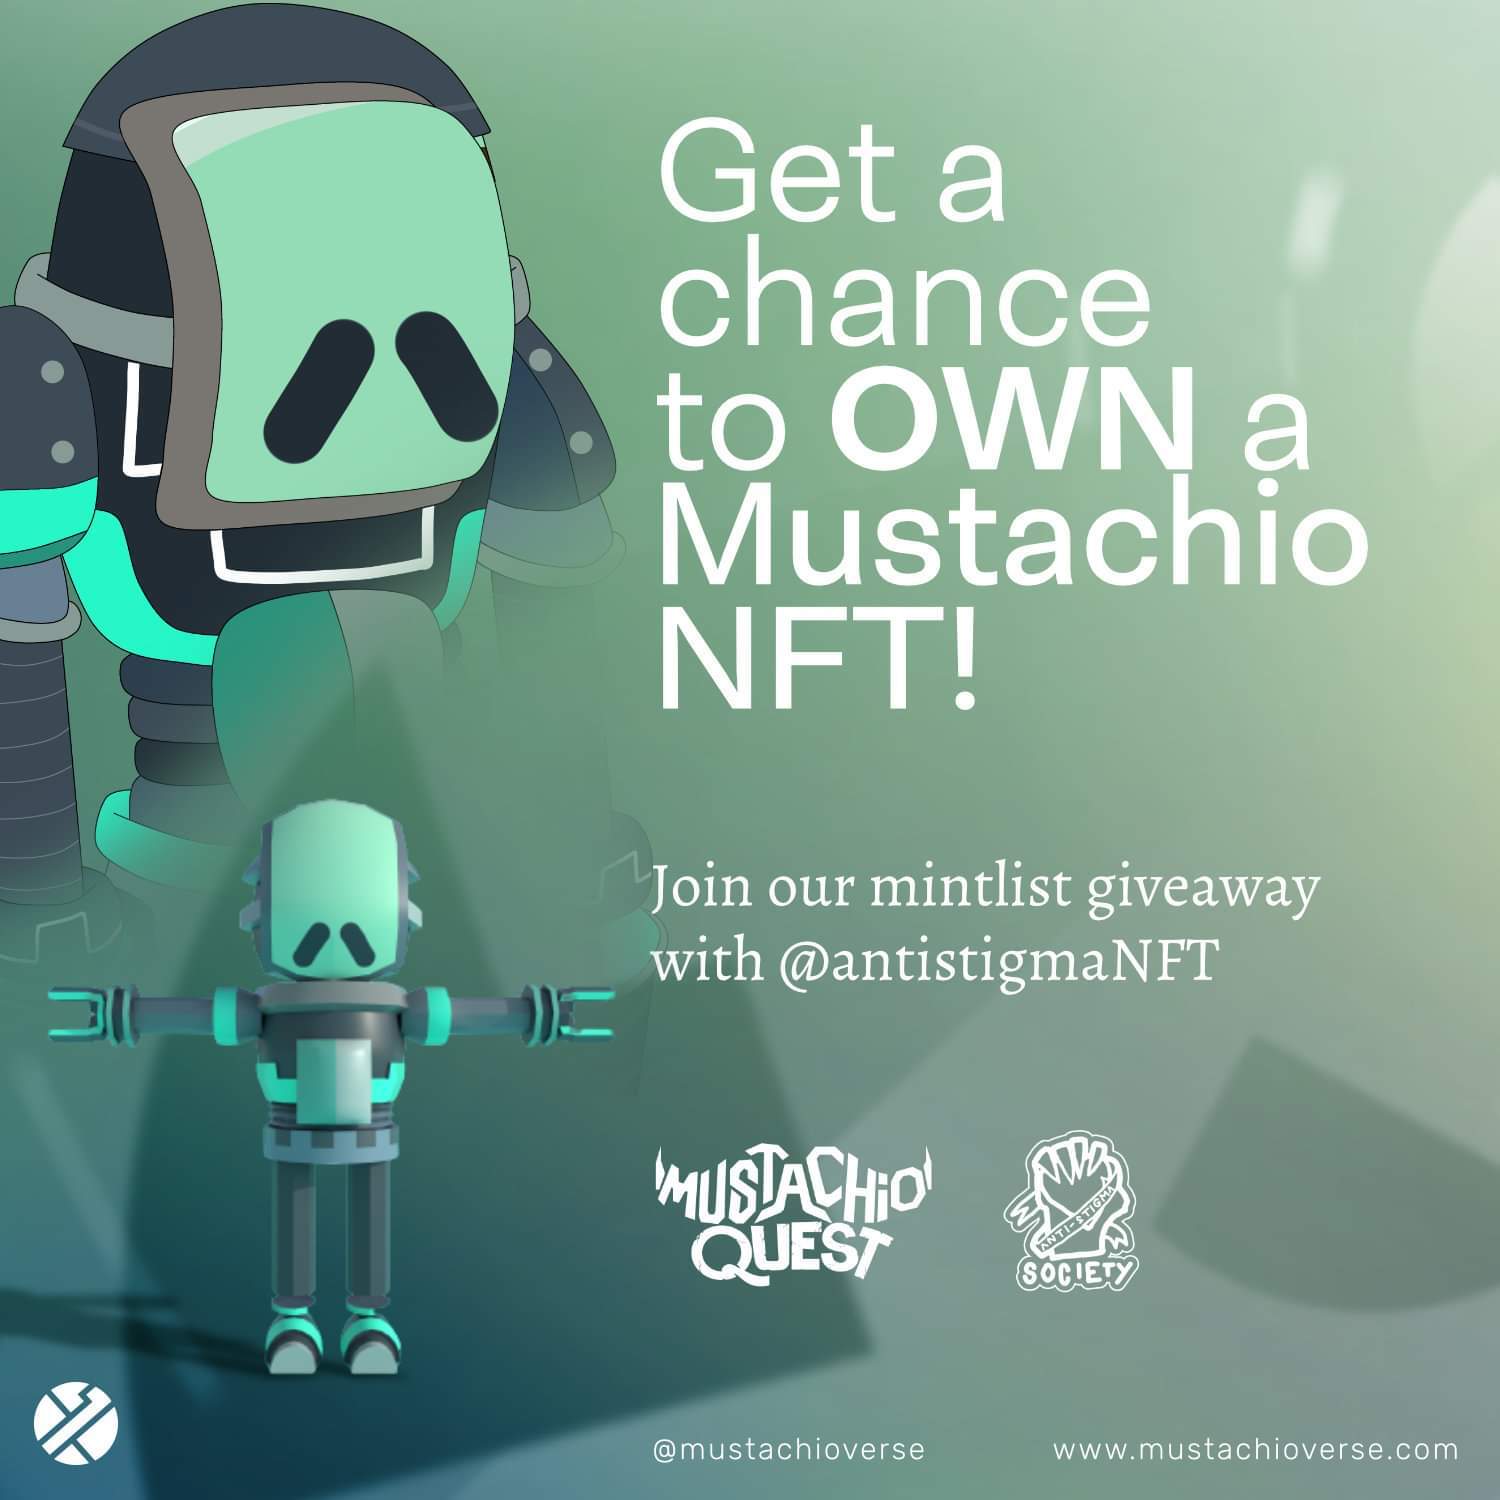 Get a
chance
to OWN a
Mustachio
NFT!
Join our mintlist giveaway
with @antistigmaNFT
MUSTACHiO
QUEST
ANTI-STIGMA
SOCIETY
@mustachioverse
www.mustachioverse.com